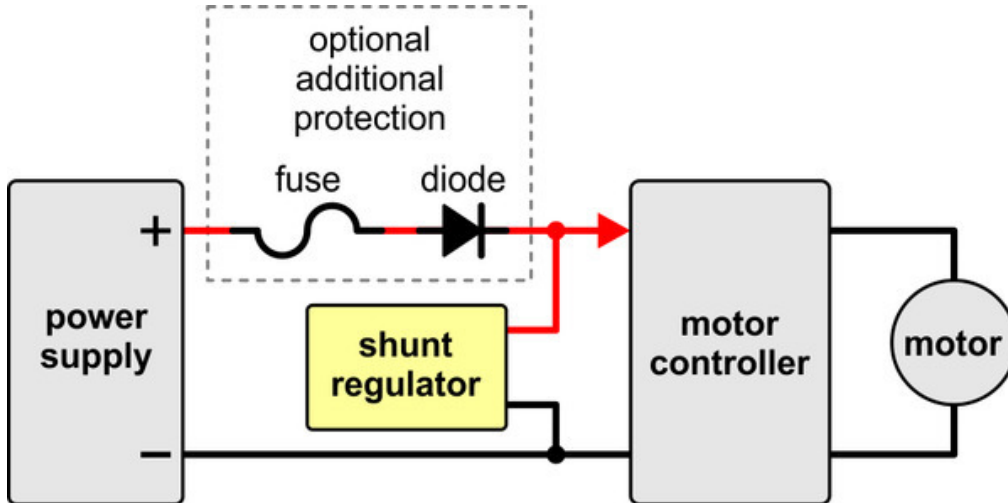 optional
additional
protection
fuse
diode
+
power
supply
−
shunt
regulator
motor
controller
motor